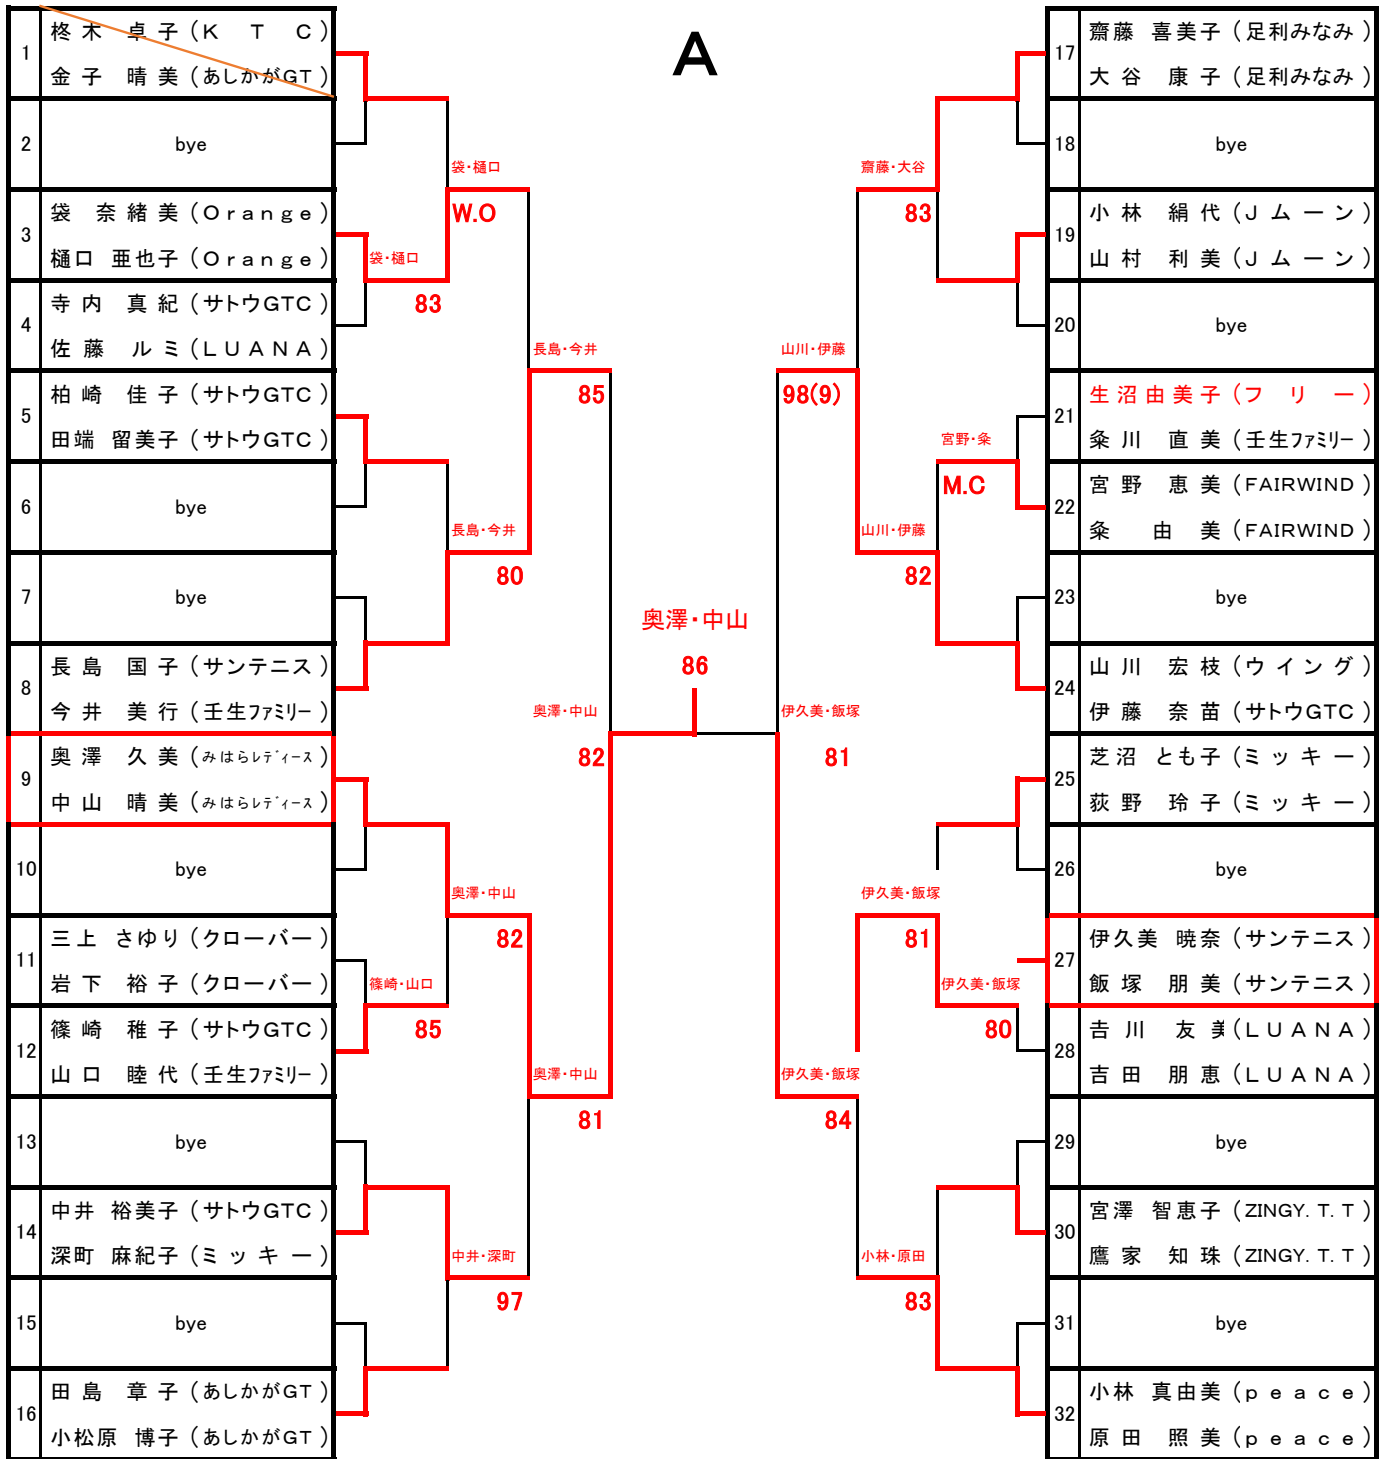 A
1
柊木 卓子(K T C)
金子 晴美(あしかがGT)
2
bye
3
袋 奈緒美(Orange)
樋口 亜也子(Orange)
4
寺内 真紀(サトウGTC)
佐藤 ルミ(LUANA)
5
柏崎 佳子(サトウGTC)
田端 留美子(サトウGTC)
6
bye
7
bye
8
長島 国子(サンテニス)
今井 美行(壬生ファミリー)
9
奥澤 久美(みはらレディース)
中山 晴美(みはらレディース)
10
bye
11
三上 さゆり(クローバー)
岩下 裕子(クローバー)
12
篠崎 稚子(サトウGTC)
山口 睦代(壬生ファミリー)
13
bye
14
中井 裕美子(サトウGTC)
深町 麻紀子(ミッキー)
15
bye
16
田島 章子(あしかがGT)
小松原 博子(あしかがGT)
袋・樋口
83
篠崎・山口
85
袋・樋口
W.O
長島・今井
80
奥澤・中山
82
中井・深町
97
長島・今井
85
奥澤・中山
81
奥澤・中山
82
奥澤・中山
86
伊久美・飯塚
81
山川・伊藤
98(9)
伊久美・飯塚
84
齋藤・大谷
83
山川・伊藤
82
伊久美・飯塚
81
小林・原田
83
宮野・粂
M.C
伊久美・飯塚
80
17
齋藤 喜美子(足利みなみ)
大谷 康子(足利みなみ)
18
bye
19
小林 絹代(Jムーン)
山村 利美(Jムーン)
20
bye
21
生沼由美子(フリー)
粂川 直美(壬生ファミリー)
22
宮野 恵美(FAIRWIND)
粂 由美(FAIRWIND)
23
bye
24
山川 宏枝(ウイング)
伊藤 奈苗(サトウGTC)
25
芝沼 とも子(ミッキー)
荻野 玲子(ミッキー)
26
bye
27
伊久美 暁奈(サンテニス)
飯塚 朋美(サンテニス)
28
吉川 友美(LUANA)
吉田 朋恵(LUANA)
29
bye
30
宮澤 智恵子(ZINGY.T.T)
鷹家 知珠(ZINGY.T.T)
31
bye
32
小林 真由美(peace)
原田 照美(peace)